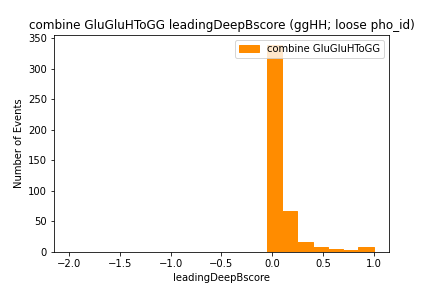 combine GluGluHToGG leadingDeepBscore (ggHH; loose pho_id)
combine GluGluHToGG
Number of Events
350
300
250
200
150
100
50
0
−2.0 −1.5 −1.0 −0.5 0.0 0.5 1.0
leadingDeepBscore